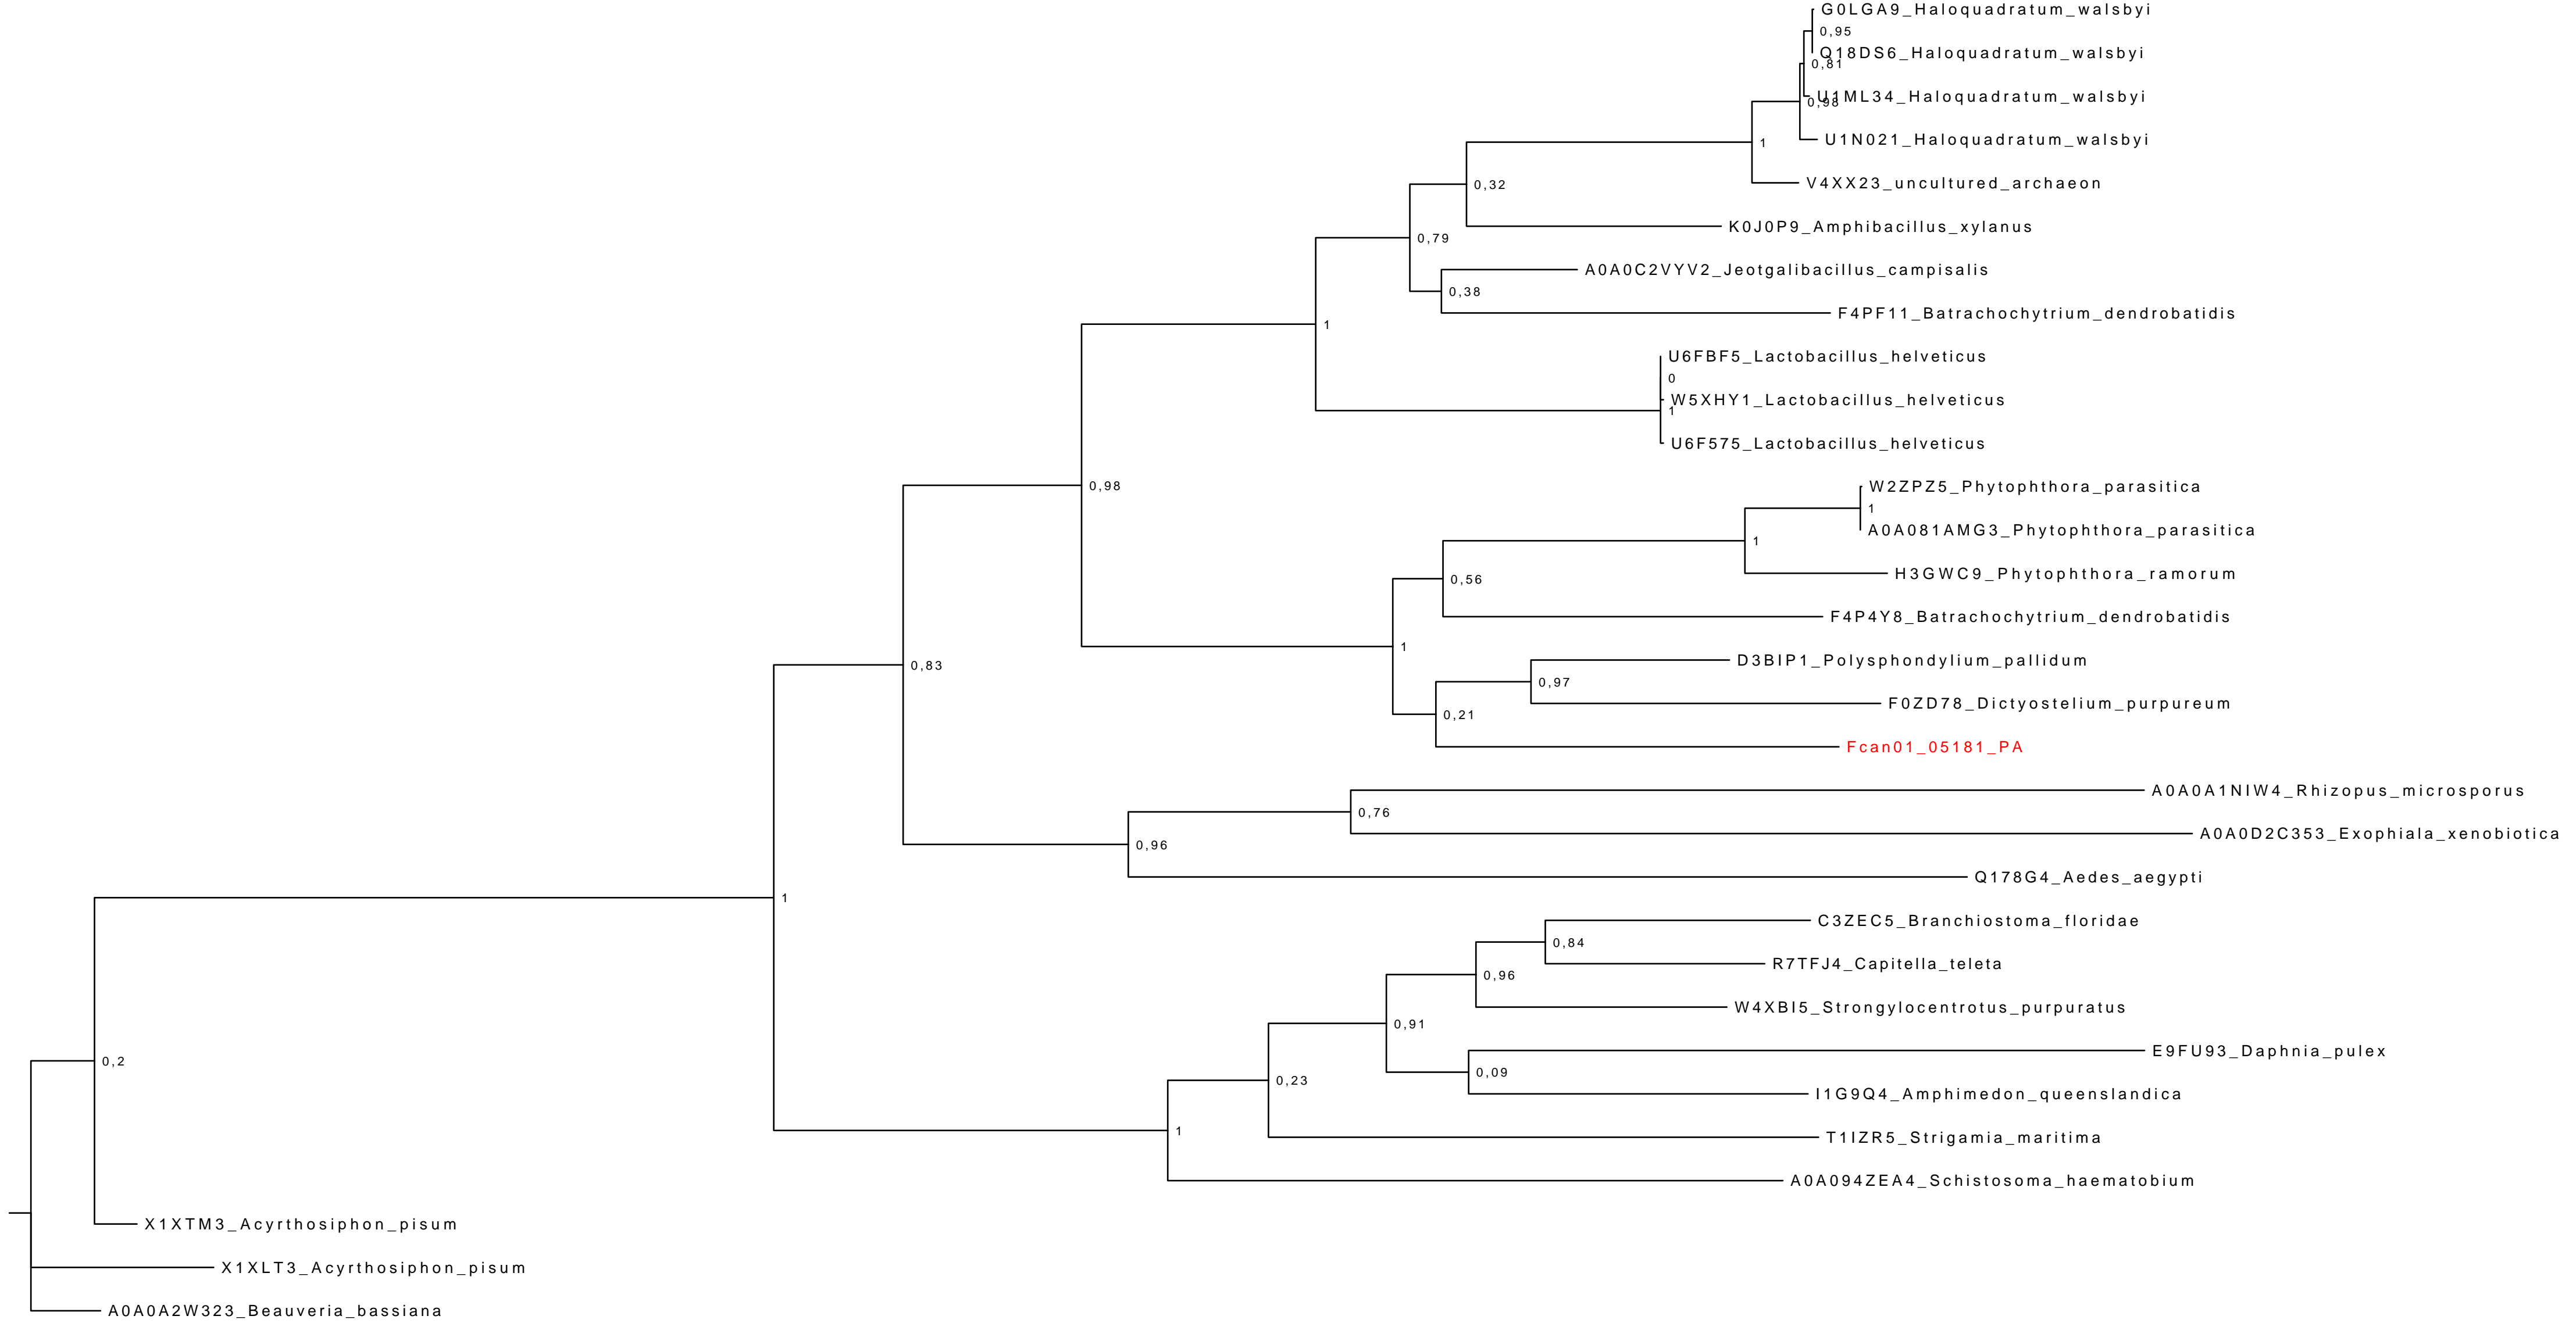 G0LGA9_Haloquadratum_walsbyi
0,95
Q18DS6_Haloquadratum_walsbyi
0,81
U1ML34_Haloquadratum_walsbyi
0,98
U1N021_Haloquadratum_walsbyi
1
V4XX23_uncultured_archaeon
0,32
K0J0P9_Amphibacillus_xylanus
0,79
A0A0C2VYV2_Jeotgalibacillus_campisalis
0,38
F4PF11_Batrachochytrium_dendrobatidis
1
U6FBF5_Lactobacillus_helveticus
0
W5XHY1_Lactobacillus_helveticus
1
U6F575_Lactobacillus_helveticus
0,98
W2ZPZ5_Phytophthora_parasitica
1
A0A081AMG3_Phytophthora_parasitica
1
H3GWC9_Phytophthora_ramorum
0,56
F4P4Y8_Batrachochytrium_dendrobatidis
1
D3BIP1_Polysphondylium_pallidum
0,83
0,97
F0ZD78_Dictyostelium_purpureum
0,21
Fcan01_05181_PA
A0A0A1NIW4_Rhizopus_microsporus
0,76
A0A0D2C353_Exophiala_xenobiotica
0,96
Q178G4_Aedes_aegypti
1
C3ZEC5_Branchiostoma_floridae
0,84
R7TFJ4_Capitella_teleta
0,96
W4XBI5_Strongylocentrotus_purpuratus
0,91
E9FU93_Daphnia_pulex
0,2
0,09
0,23
I1G9Q4_Amphimedon_queenslandica
1
T1IZR5_Strigamia_maritima
A0A094ZEA4_Schistosoma_haematobium
X1XTM3_Acyrthosiphon_pisum
X1XLT3_Acyrthosiphon_pisum
A0A0A2W323_Beauveria_bassiana